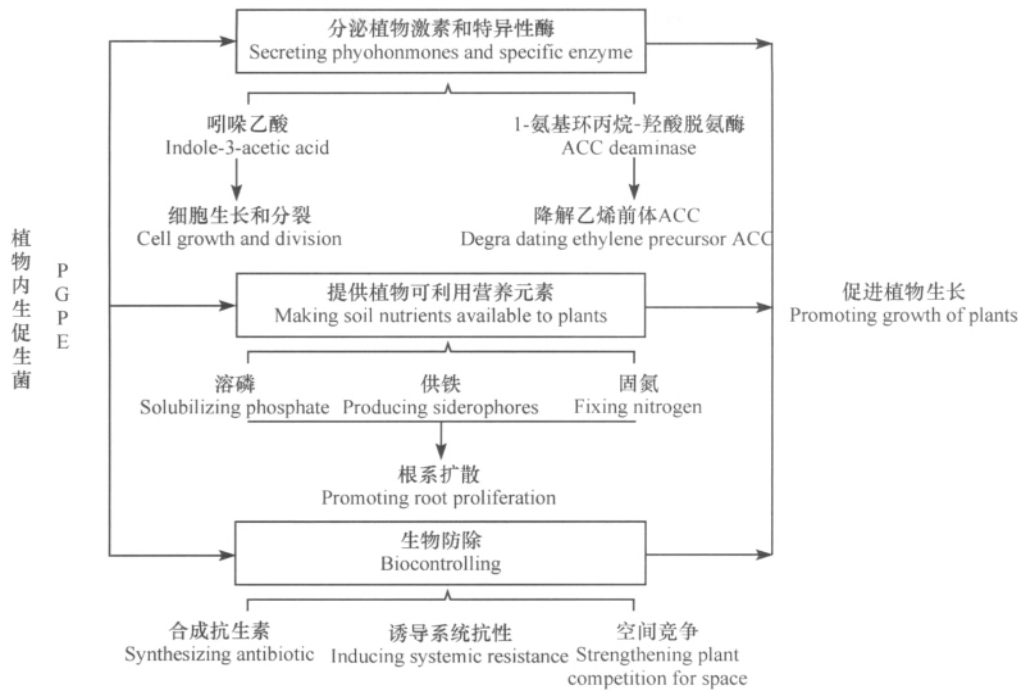 分泌植物激素和特异性酶
Secreting phyohonmones and specific enzyme
吲哚乙酸
Indole-3-acetic acid
1-氨基环丙烷-羟酸脱氨酶
ACC deaminase
细胞生长和分裂
Cell growth and division
降解乙烯前体ACC
Degra dating ethylene precursor ACC
植物内生促生菌
PGPE
提供植物可利用营养元素
Making soil nutrients available to plants
促进植物生长
Promoting growth of plants
溶磷
Solubilizing phosphate
供铁
Producing siderophores
固氮
Fixing nitrogen
根系扩散
Promoting root proliferation
生物防除
Biocontrolling
合成抗生素
Synthesizing antibiotic
诱导系统抗性
Inducing systemic resistance
空间竞争
Strengthening plant
competition for space